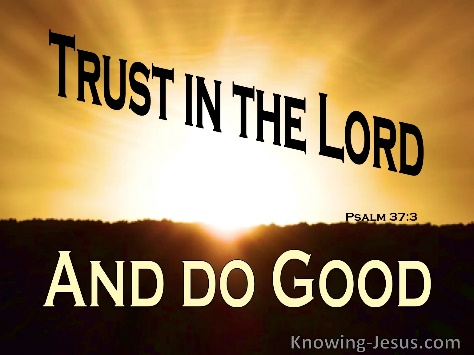 Trust in the Lord
Psalm 37:3
And do Good
Knowing-Jesus.com